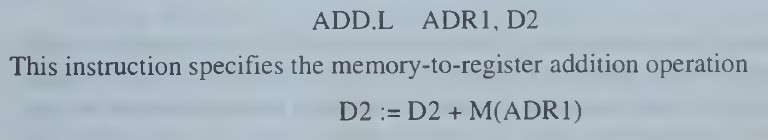 ADD.L ADR1, D2
This instruction specifies the memory-to-register addition operation
D2 := D2 + M(ADR1)